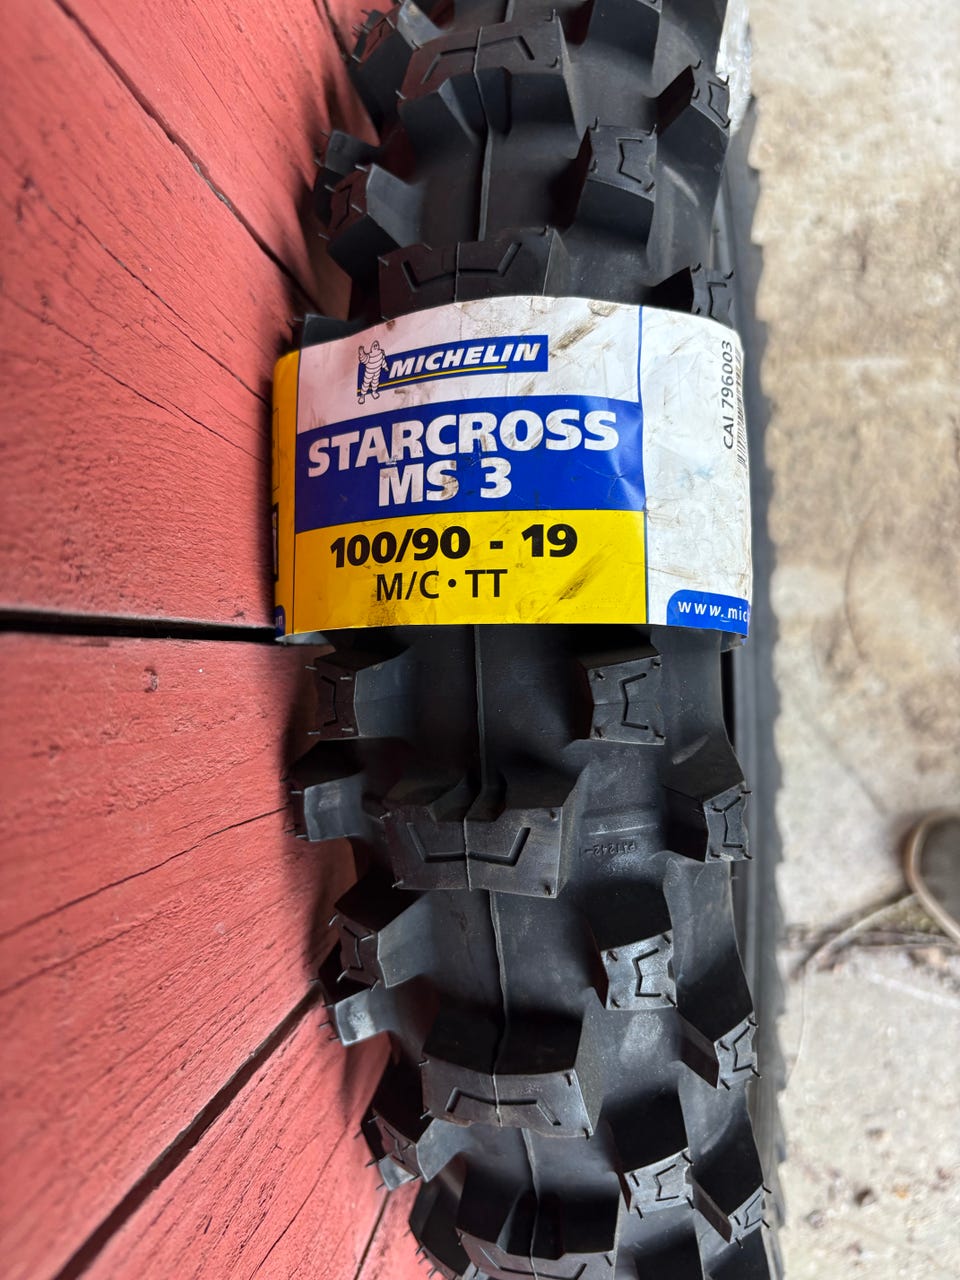 MICHELIN
STARCROSS
MS 3
100/90 - 19
M/C • TT
CAI 796003
www.mic